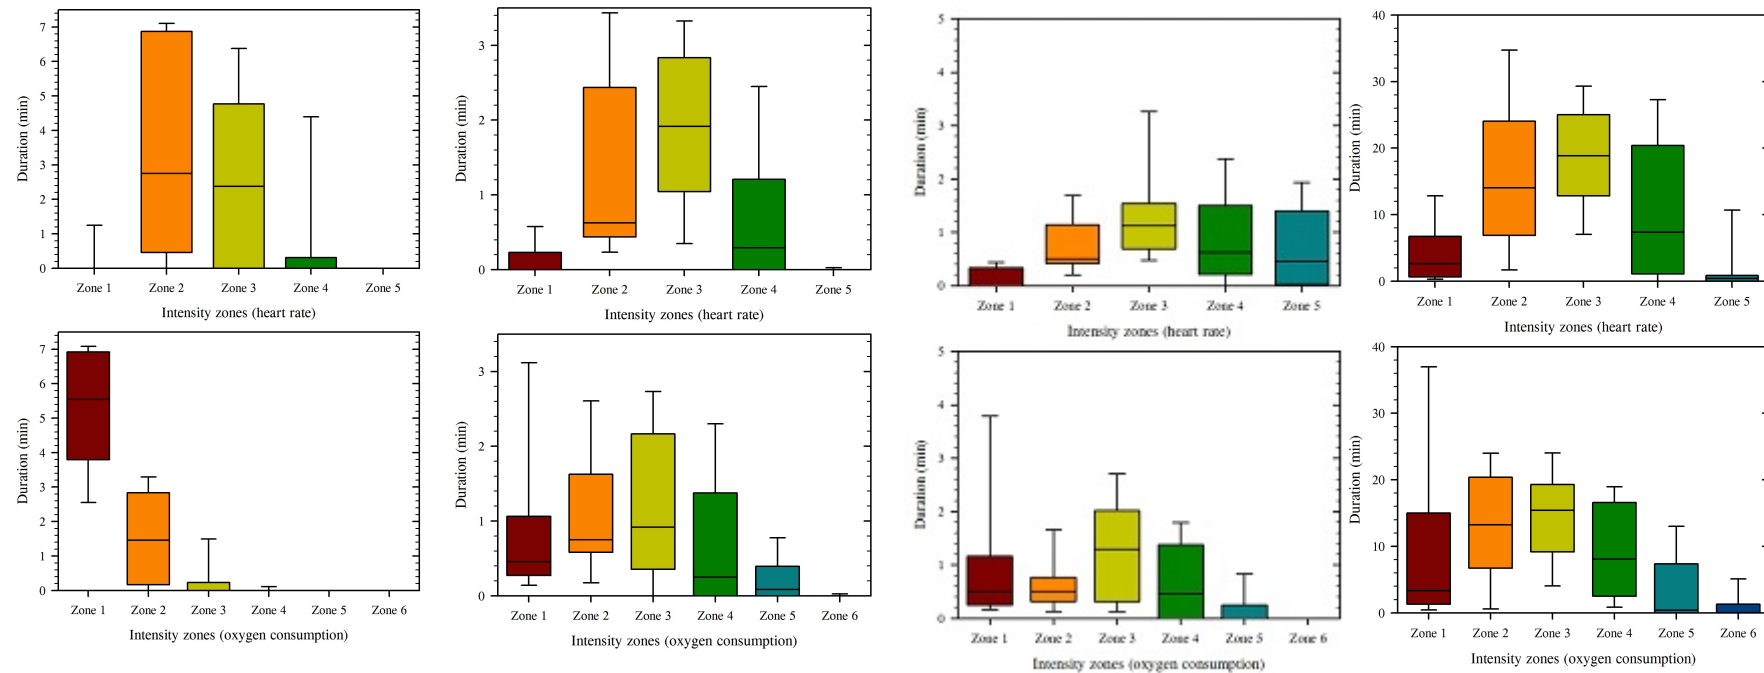 7
6
5
4
3
2
1
0
Duration (min)
Zone 1 Zone 2 Zone 3 Zone 4 Zone 5
Intensity zones (heart rate)
3
2
1
0
Duration (min)
Zone 1 Zone 2 Zone 3 Zone 4 Zone 5
Intensity zones (heart rate)
5
4
3
2
1
0
Duration (min)
Zone 1 Zone 2 Zone 3 Zone 4 Zone 5
Intensity zones (heart rate)
40
30
20
10
0
Duration (min)
Zone 1 Zone 2 Zone 3 Zone 4 Zone 5
Intensity zones (heart rate)
7
6
5
4
3
2
1
0
Duration (min)
Zone 1 Zone 2 Zone 3 Zone 4 Zone 5 Zone 6
Intensity zones (oxygen consumption)
3
2
1
0
Duration (min)
Zone 1 Zone 2 Zone 3 Zone 4 Zone 5 Zone 6
Intensity zones (oxygen consumption)
5
4
3
2
1
0
Duration (min)
Zone 1 Zone 2 Zone 3 Zone 4 Zone 5 Zone 6
Intensity zones (oxygen consumption)
40
30
20
10
0
Duration (min)
Zone 1 Zone 2 Zone 3 Zone 4 Zone 5 Zone 6
Intensity zones (oxygen consumption)